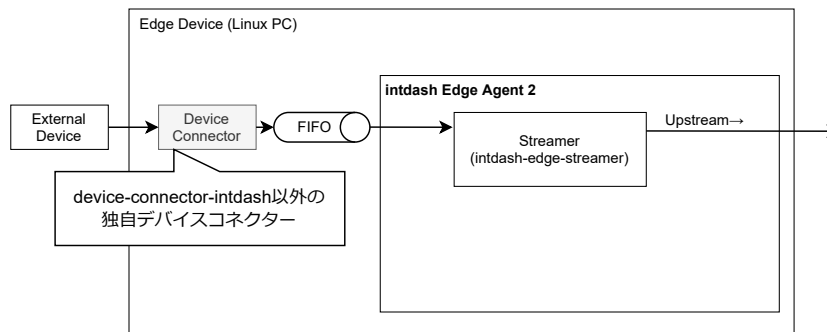 Edge Device (Linux PC)
intdash Edge Agent 2
External
Device
Device
Connector
FIFO
Streamer
(intdash-edge-streamer)
Upstream→
device-connector-intdash以外の
独自デバイスコネクター